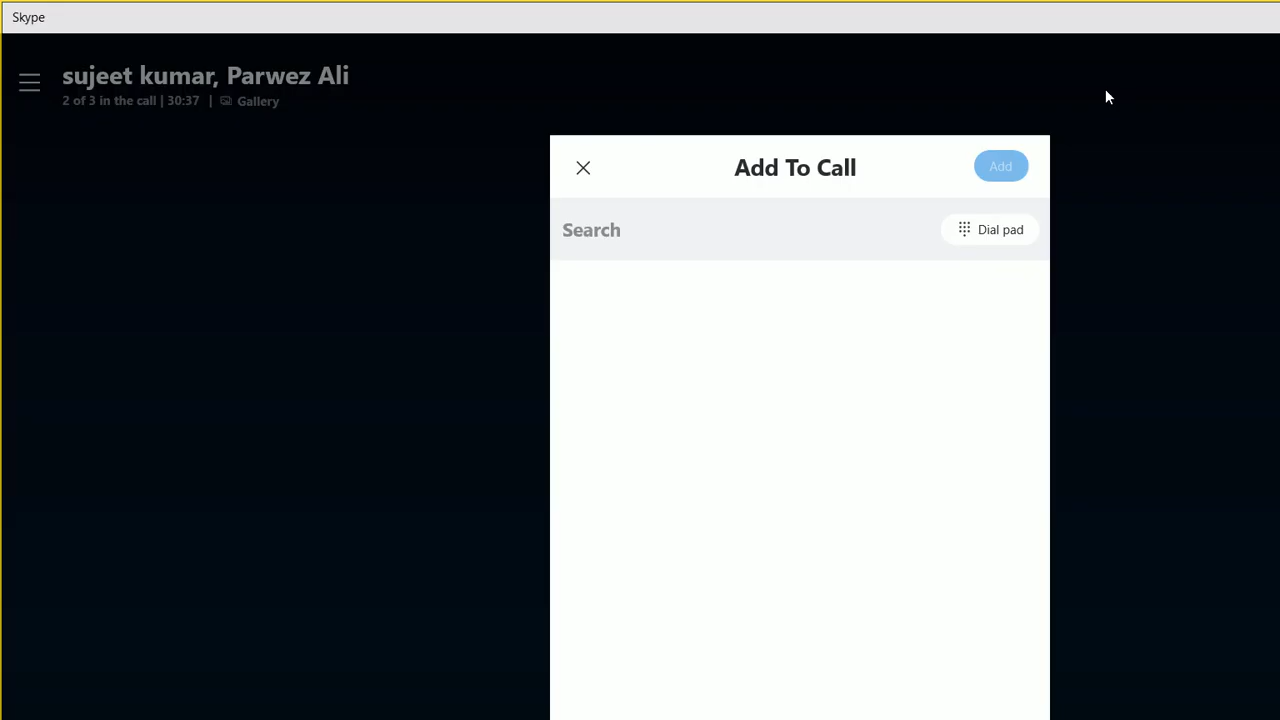 Skype
sujeet kumar, Parwez Ali
2 of 3 in the call | 30:37 | Gallery
Add To Call
Add
Search
Dial pad